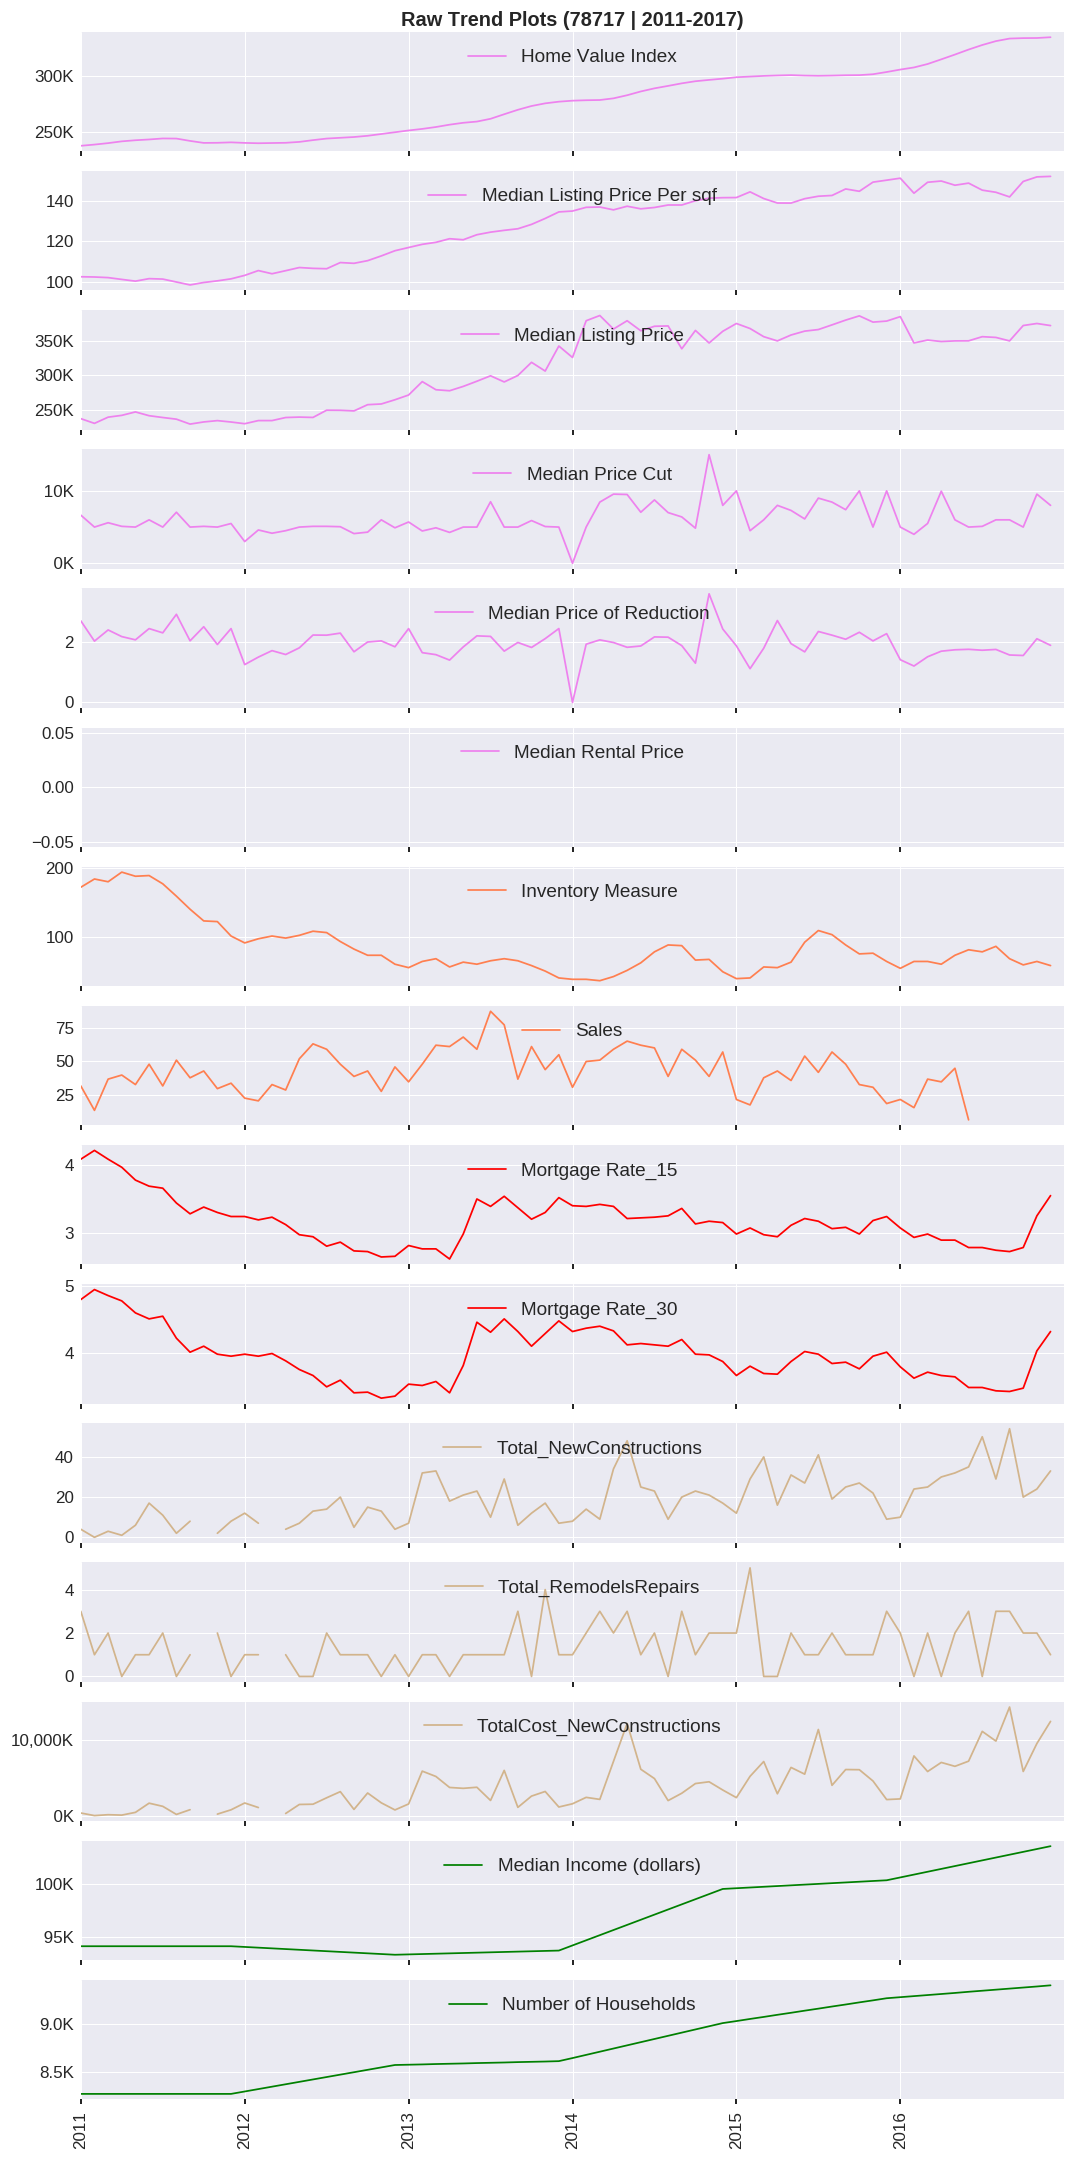 Raw Trend Plots (78717 | 2011-2017)
Home Value Index
300K
250K
Median Listing Price Per sqf
140
120
100
Median Listing Price
350K
300K
250K
Median Price Cut
10K
0K
Median Price of Reduction
2
0
0.05
Median Rental Price
0.00
−0.05
200
Inventory Measure
100
75
Sales
50
25
4
Mortgage Rate_15
3
5
Mortgage Rate_30
4
Total_NewConstructions
40
20
0
4
Total_RemodelsRepairs
2
0
TotalCost_NewConstructions
10,000K
0K
Median Income (dollars)
100K
95K
Number of Households
9.0K
8.5K
2011
2012
2013
2014
2015
2016